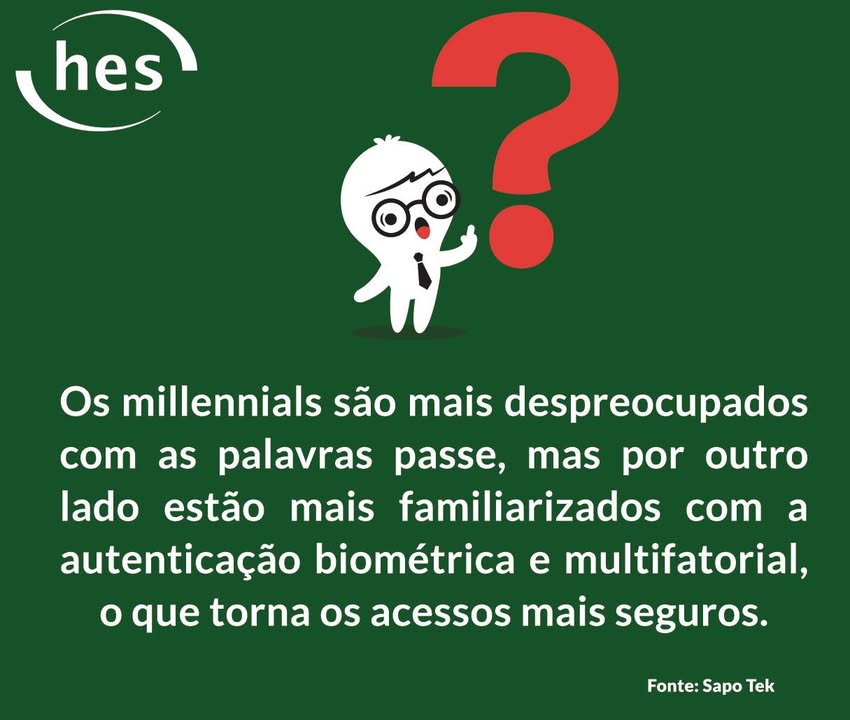 hes
?
Os millennials são mais despreocupados
com as palavras passe, mas por outro
lado estão mais familiarizados com a
autenticação biométrica e multifatorial,
o que torna os acessos mais seguros.
Fonte: Sapo Tek